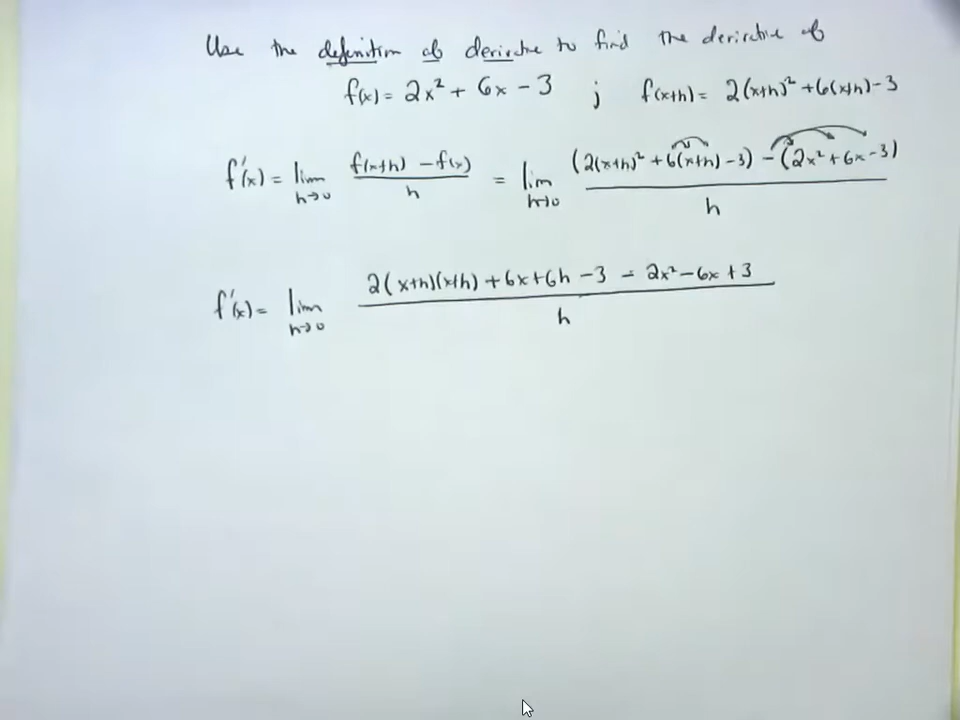 Use the definition of derivative to find the derivative of
f(x) = 2x² + 6x - 3 ; f(x+h) = 2(x+h)² + 6(x+h) - 3
f'(x) = lim h→0 f(x+h) - f(x) / h = lim h→0 (2(x+h)² + 6(x+h) - 3) - (2x² + 6x - 3) / h
f'(x) = lim h→0 2(x+h)(x+h) + 6x + 6h - 3 - 2x² - 6x + 3 / h